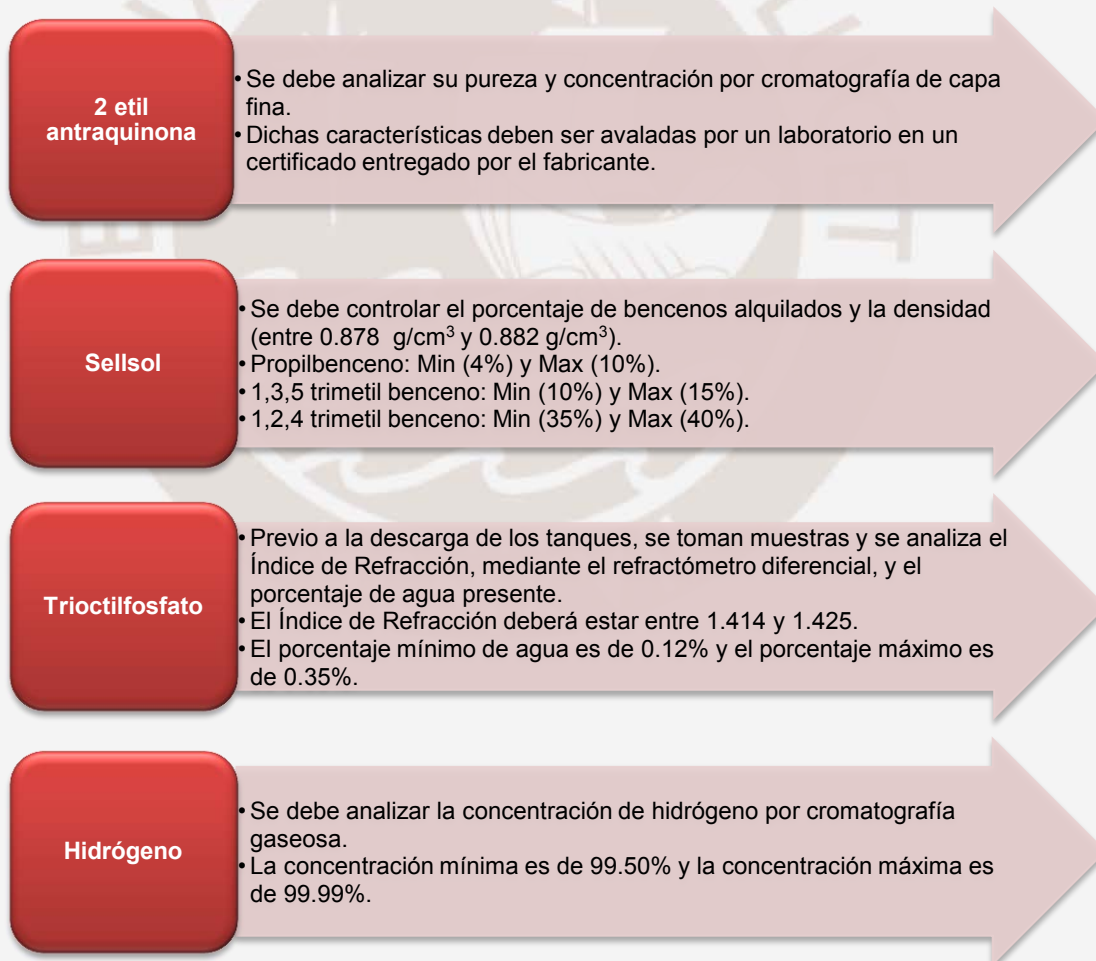 2 etil
antraquinona
•Se debe analizar su pureza y concentración por cromatografía de capa
fina.
•Dichas características deben ser avaladas por un laboratorio en un
certificado entregado por el fabricante.
Sellsol
•Se debe controlar el porcentaje de bencenos alquilados y la densidad
(entre 0.878 g/cm³ y 0.882 g/cm³).
•Propilbenceno: Min (4%) y Max (10%).
•1,3,5 trimetil benceno: Min (10%) y Max (15%).
•1,2,4 trimetil benceno: Min (35%) y Max (40%).
Trioctilfosfato
•Previo a la descarga de los tanques, se toman muestras y se analiza el
Índice de Refracción, mediante el refractómetro diferencial, y el
porcentaje de agua presente.
•El Índice de Refracción deberá estar entre 1.414 y 1.425.
•El porcentaje mínimo de agua es de 0.12% y el porcentaje máximo es
de 0.35%.
Hidrógeno
•Se debe analizar la concentración de hidrógeno por cromatografía
gaseosa.
•La concentración mínima es de 99.50% y la concentración máxima es
de 99.99%.